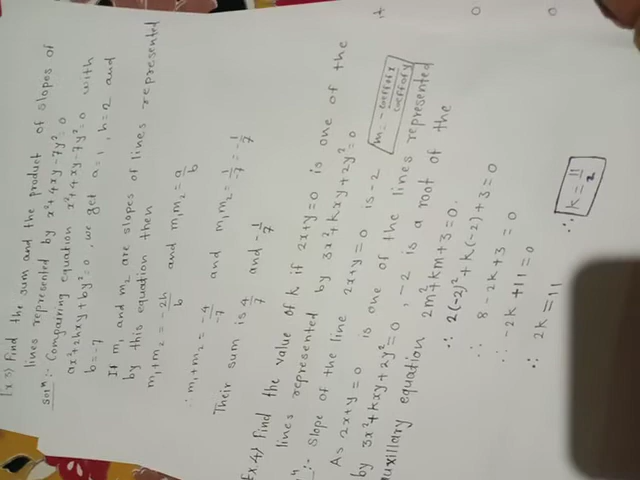 Ex 3) Find the sum and the product of slopes of
lines represented by x²+4xy-7y²=0
solⁿ:- Comparing equation x²+4xy-7y²=0 with
ax²+2hxy+by²=0, we get a=1, h=2 and
b=-7
If m₁ and m₂ are slopes of lines represented
by this equation then
m₁+m₂ = -2h/b and m₁m₂ = a/b
∴ m₁+m₂ = -4/-7 and m₁m₂ = 1/-7 = -1/7
Their sum is 4/7 and -1/7
Ex.4) Find the value of k if 2x+y=0 is one of the
lines represented by 3x²+kxy+2y²=0
:- Slope of the line 2x+y=0 is -2
m = -coeff of x/coeff of y
As 2x+y=0 is one of the lines represented
by 3x²+kxy+2y²=0, -2 is a root of the
auxillary equation 2m²+km+3=0.
∴ 2(-2)²+k(-2)+3=0
∴ 8-2k+3=0
∴ -2k+11=0
∴ 2k=11
∴ k=11/2